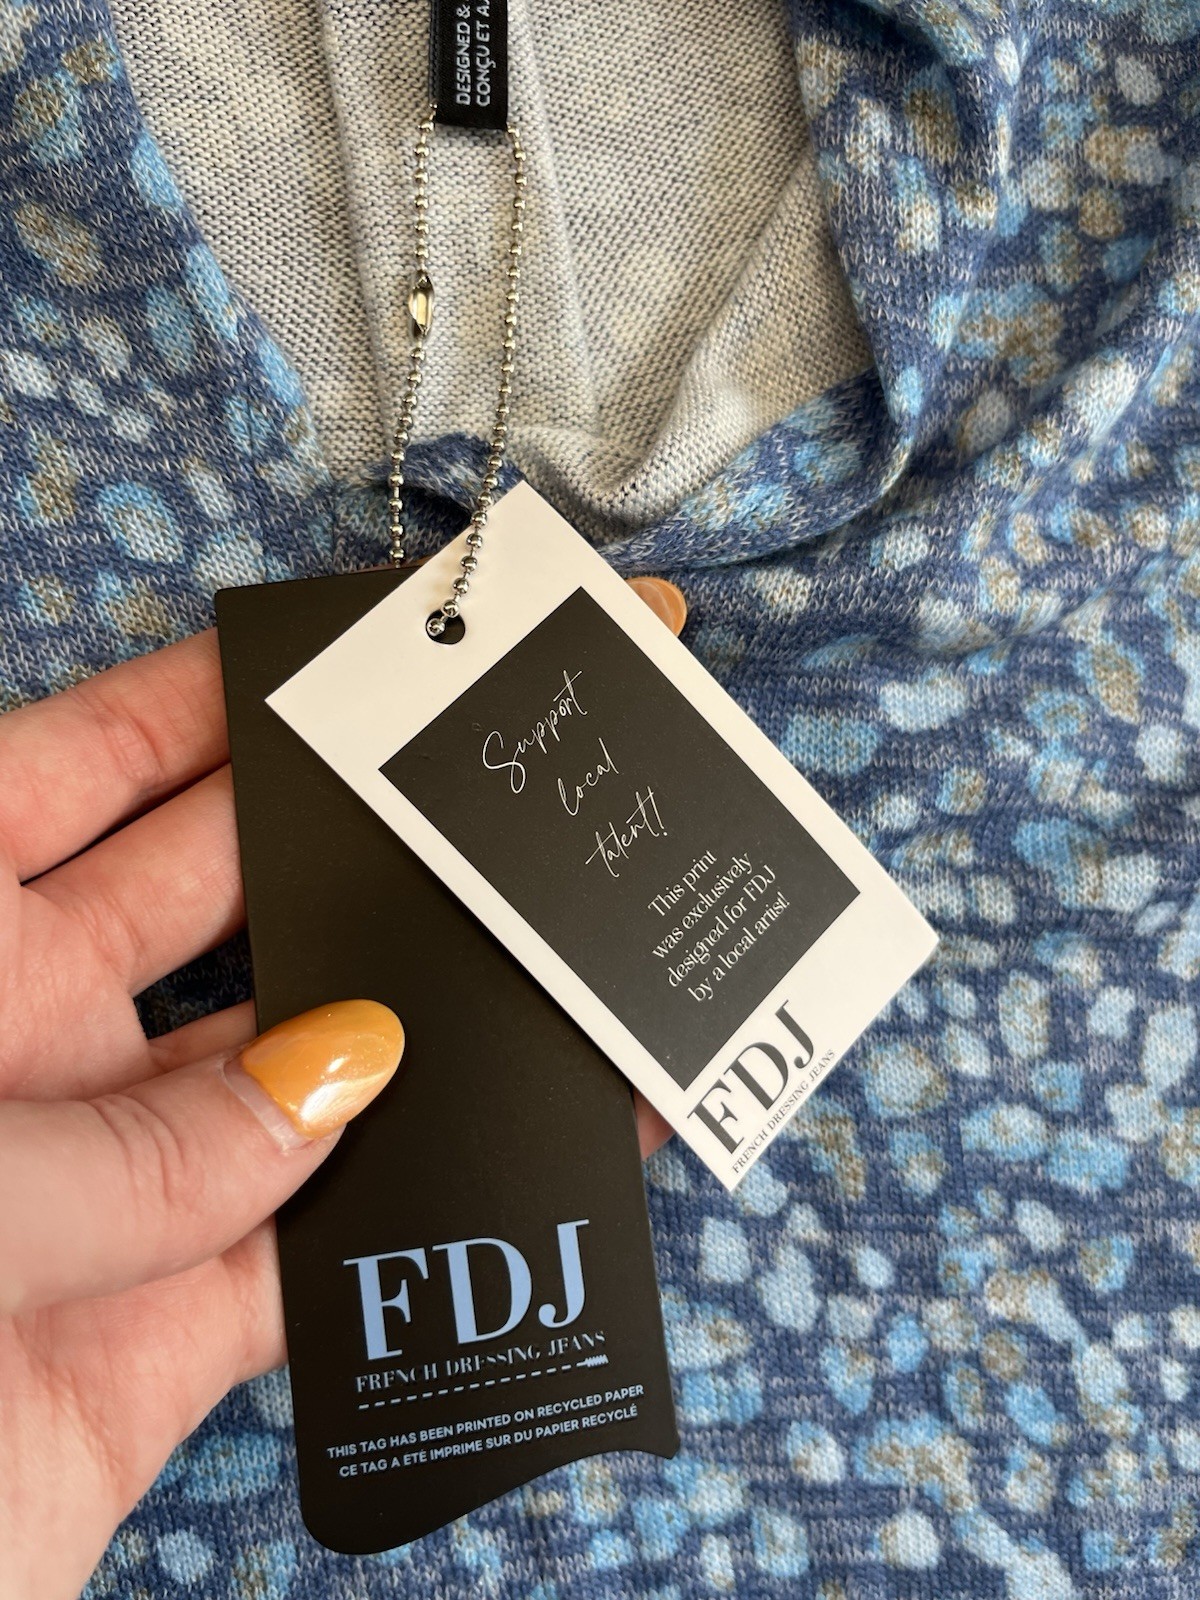 DESIGNED &
CONÇU ET
Support
local
talent!
This print
was exclusively
designed for FDJ
by a local artist!
FDJ
FRENCH DRESSING JEANS
FDJ
FRENCH DRESSING JEANS
THIS TAG HAS BEEN PRINTED ON RECYCLED PAPER
CE TAG A ETÉ IMPRIME SUR DU PAPIER RECYCLÉ